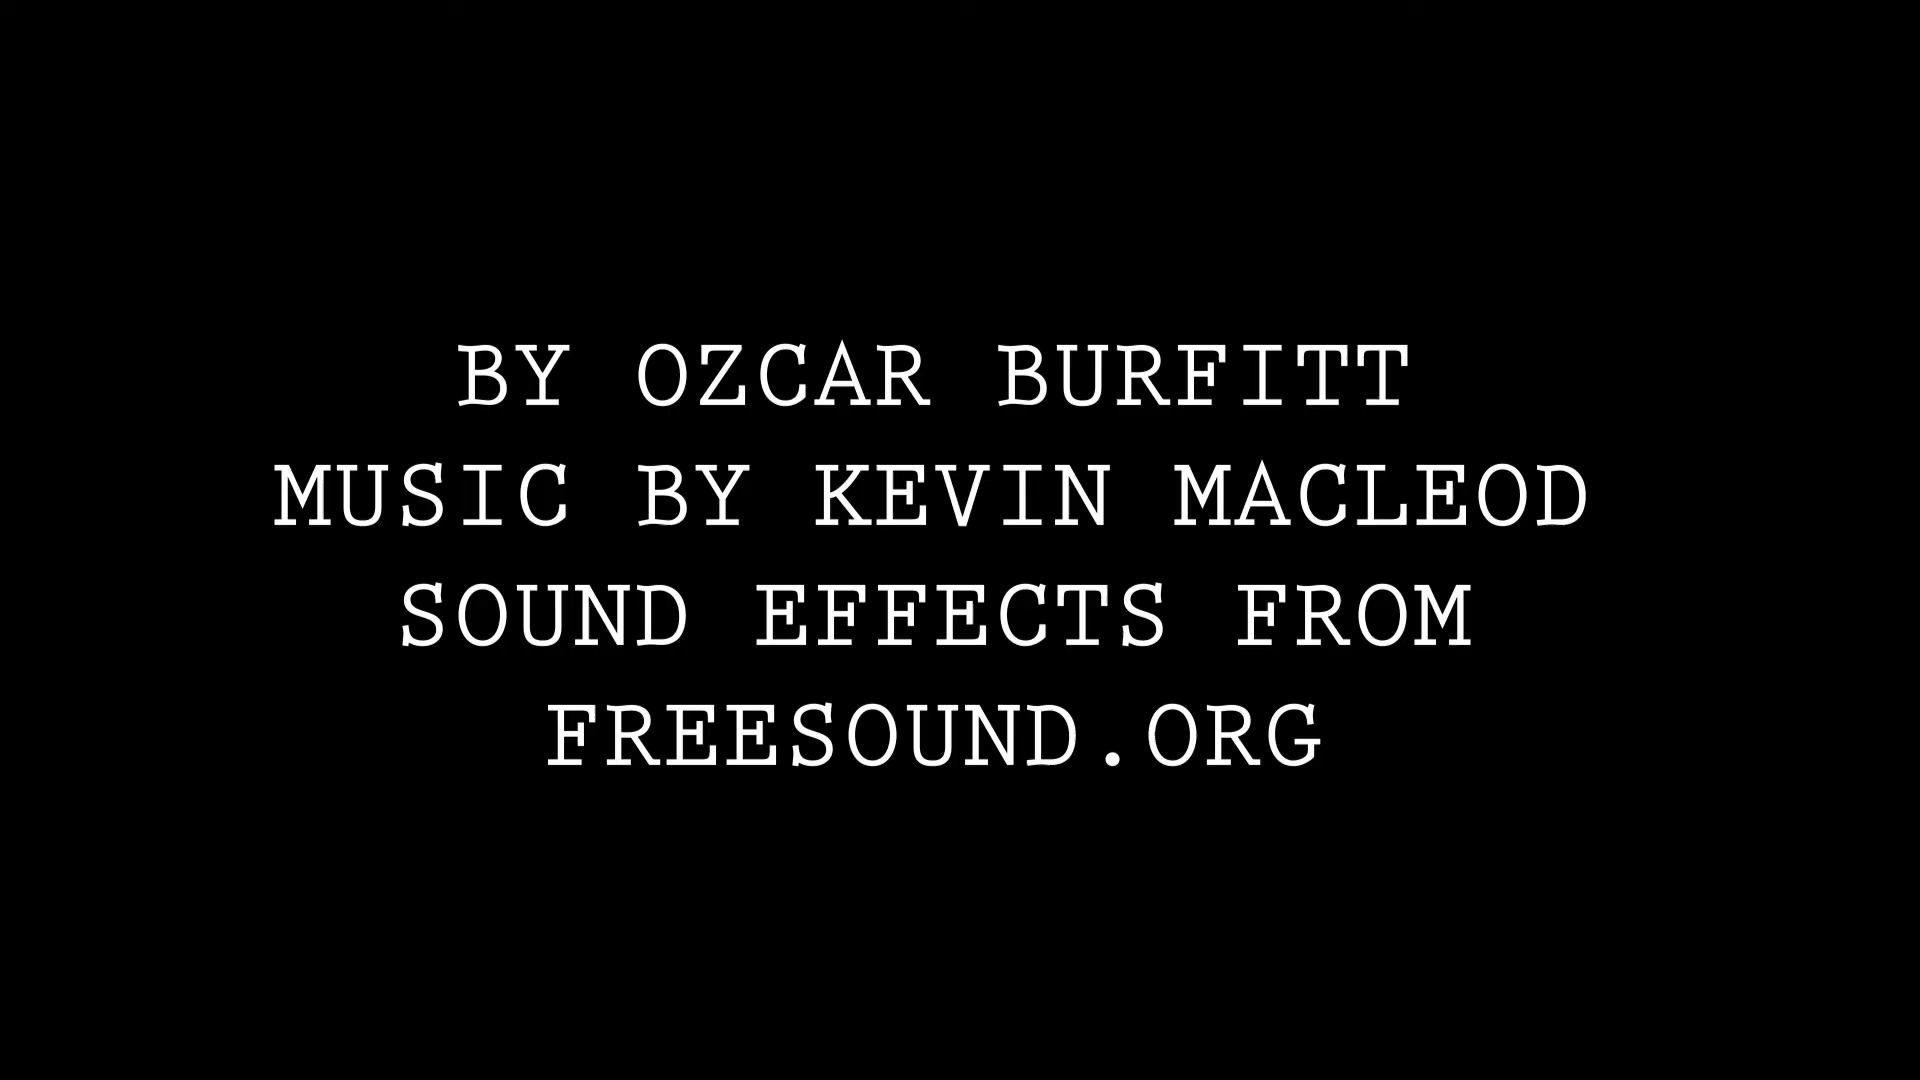 BY OZCAR BURFITT
MUSIC BY KEVIN MACLEOD
SOUND EFFECTS FROM
FREESOUND.ORG